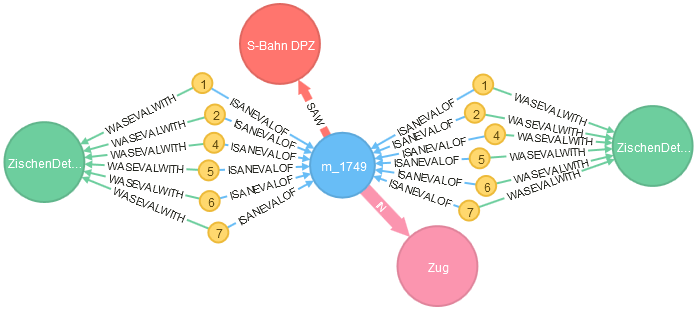 S-Bahn DPZ
SAW
1
WASEVALWITH
ISANEVALOF
2
WASEVALWITH
ISANEVALOF
4
WASEVALWITH
ISANEVALOF
5
WASEVALWITH
ISANEVALOF
6
WASEVALWITH
ISANEVALOF
7
WASEVALWITH
ISANEVALOF
ZischenDet...
m_1749
1
ISANEVALOF
WASEVALWITH
2
ISANEVALOF
WASEVALWITH
4
ISANEVALOF
WASEVALWITH
5
ISANEVALOF
WASEVALWITH
6
ISANEVALOF
WASEVALWITH
7
ISANEVALOF
WASEVALWITH
ZischenDet...
IN
Zug